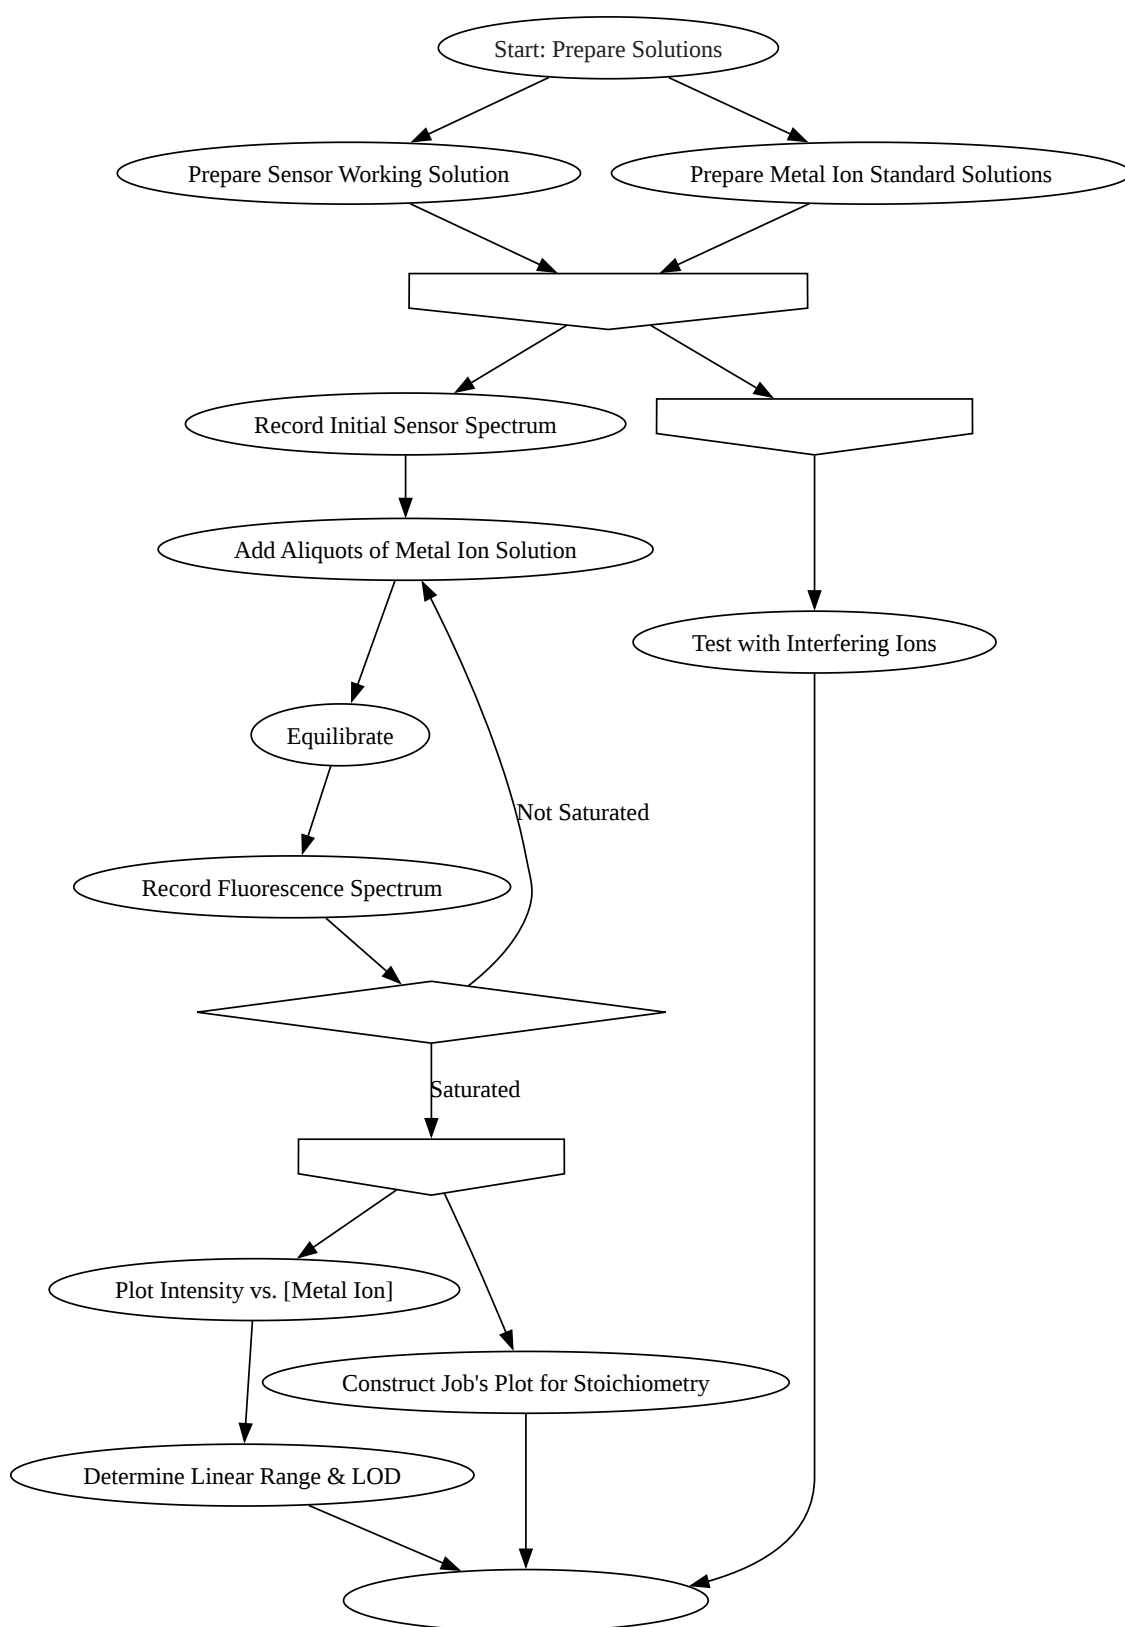 Start: Prepare Solutions
Prepare Sensor Working Solution
Prepare Metal Ion Standard Solutions
Record Initial Sensor Spectrum
Add Aliquots of Metal Ion Solution
Test with Interfering Ions
Equilibrate
Not Saturated
Record Fluorescence Spectrum
Saturated
Plot Intensity vs. [Metal Ion]
Construct Job's Plot for Stoichiometry
Determine Linear Range & LOD